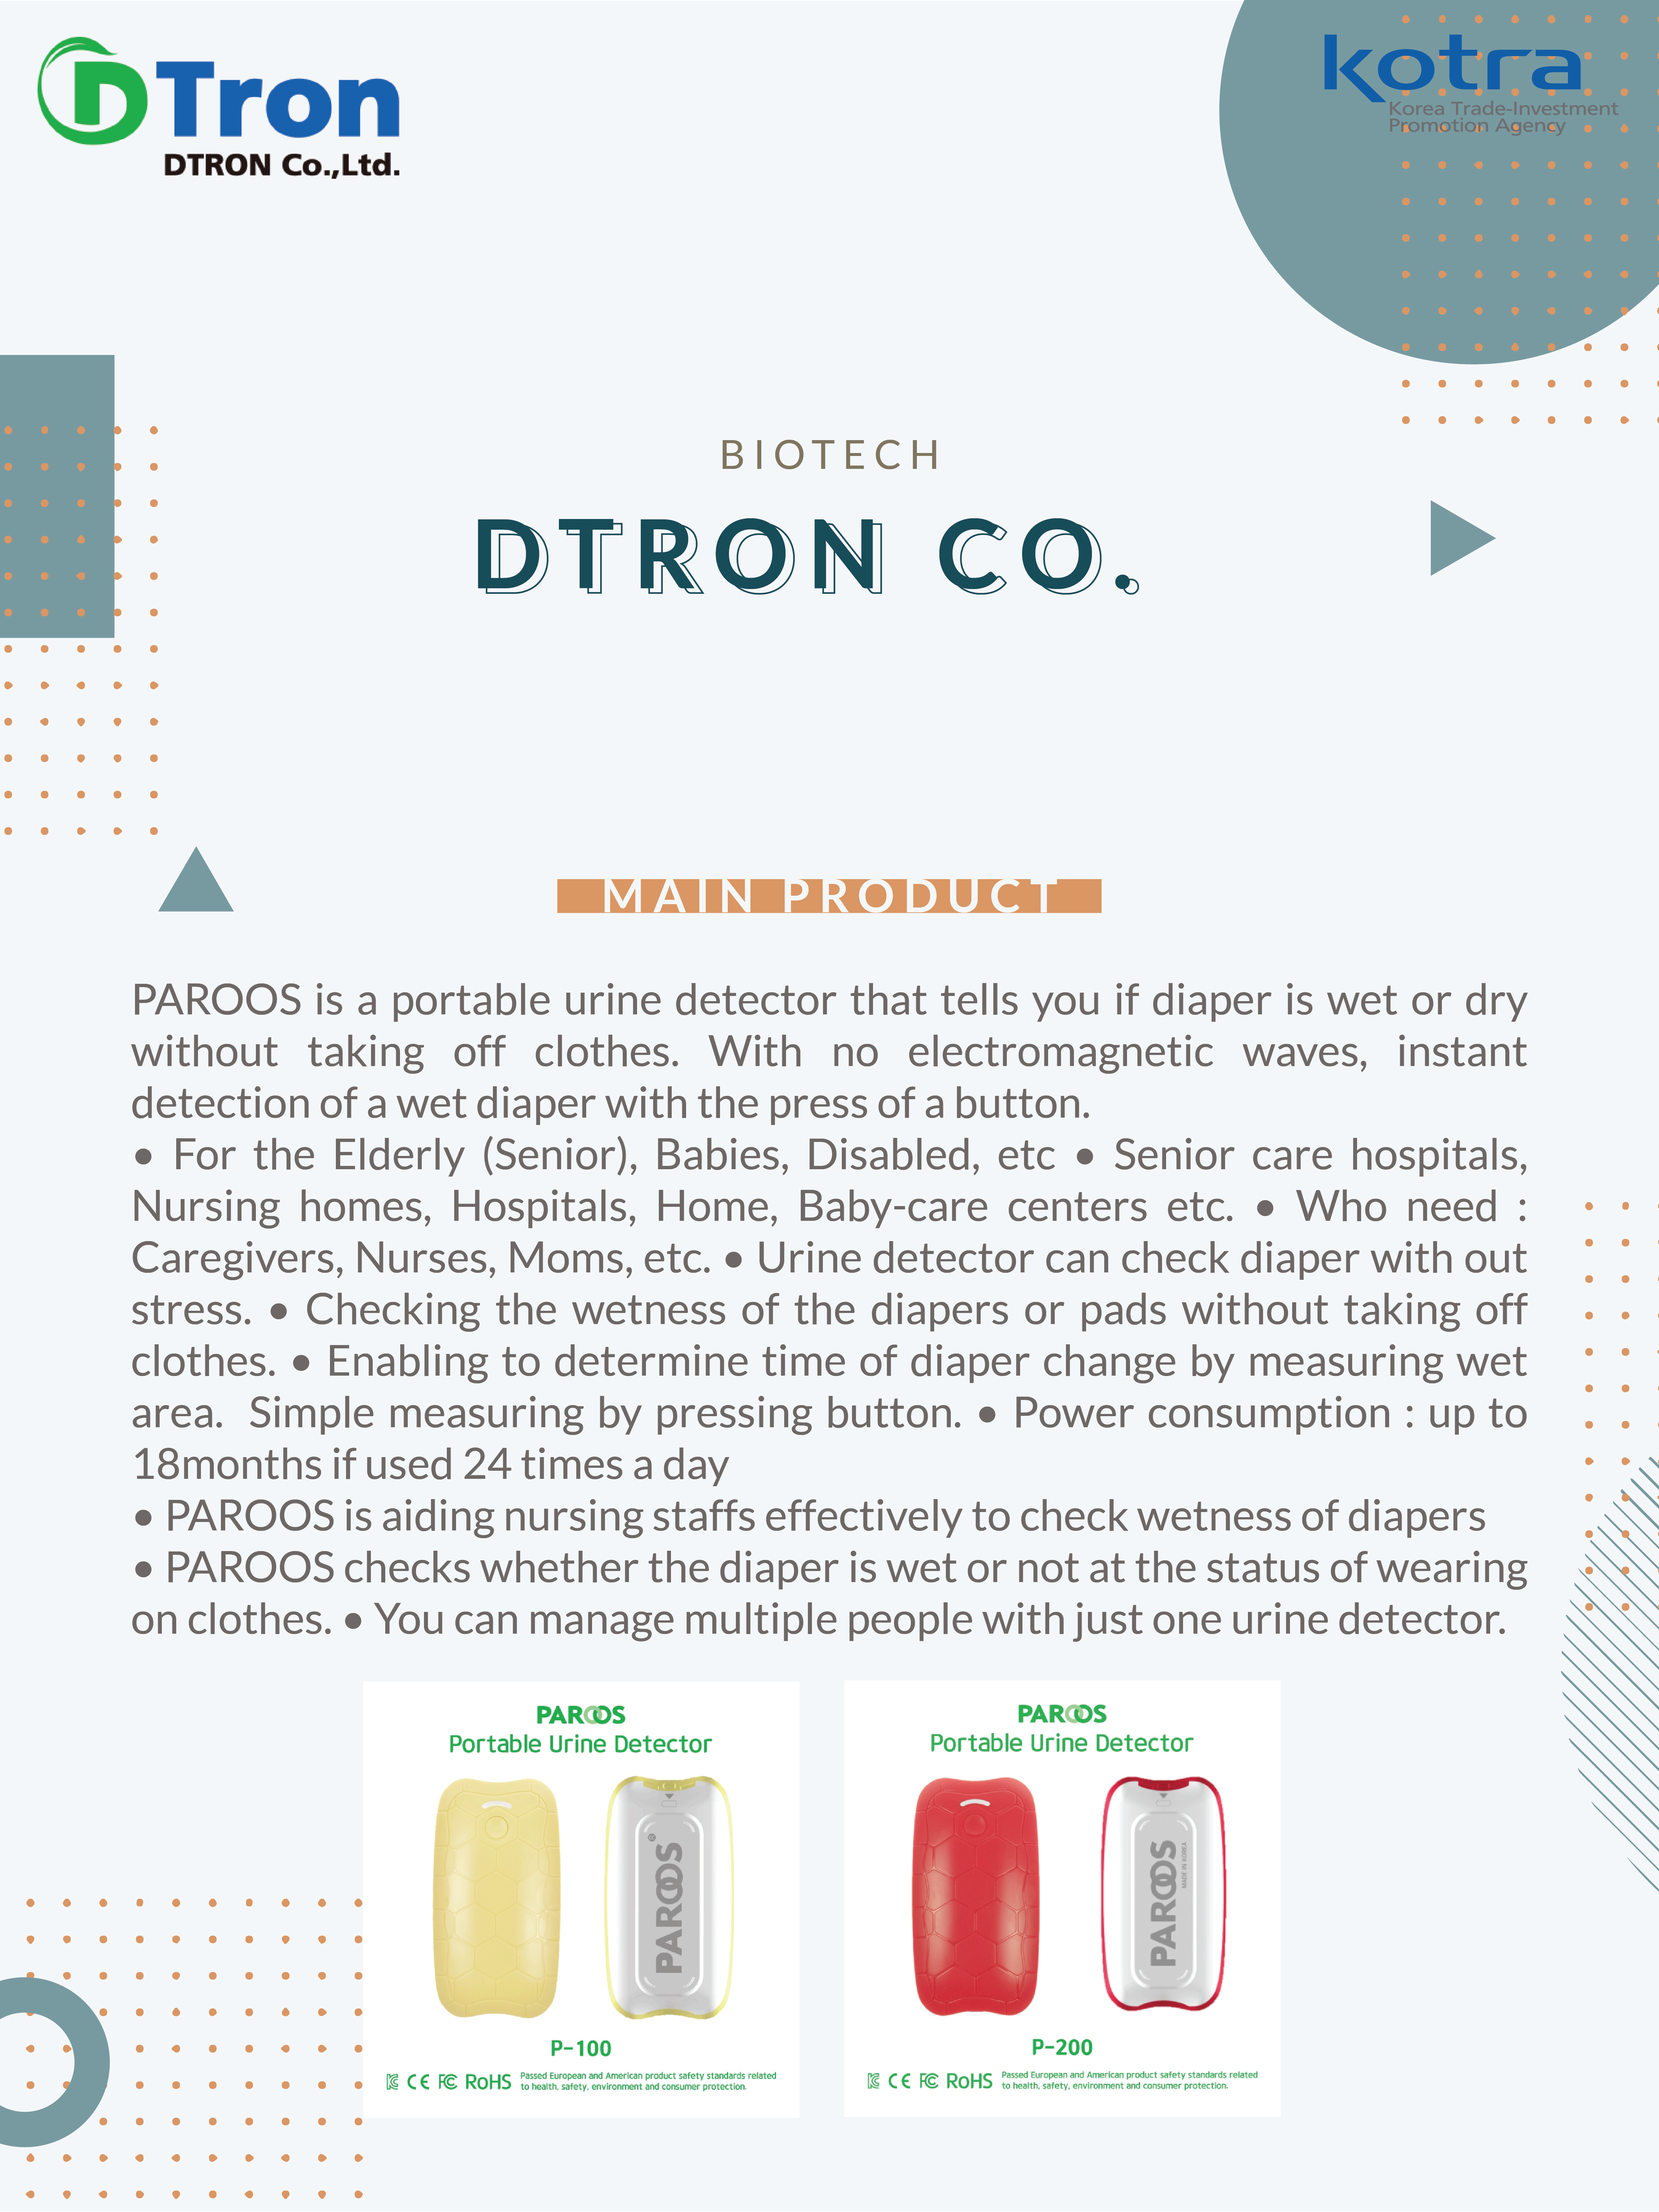 DTron
DTRON Co.,Ltd.
kotra
Korea Trade-Investment
Promotion Agency
BIOTECH
DTRON CO.
MAIN PRODUCT
PAROOS is a portable urine detector that tells you if diaper is wet or dry
without taking off clothes. With no electromagnetic waves, instant
detection of a wet diaper with the press of a button.
● For the Elderly (Senior), Babies, Disabled, etc ● Senior care hospitals,
Nursing homes, Hospitals, Home, Baby-care centers etc. ● Who need :
Caregivers, Nurses, Moms, etc. ● Urine detector can check diaper with out
stress. ● Checking the wetness of the diapers or pads without taking off
clothes. ● Enabling to determine time of diaper change by measuring wet
area.  Simple measuring by pressing button. ● Power consumption : up to
18months if used 24 times a day
● PAROOS is aiding nursing staffs effectively to check wetness of diapers
● PAROOS checks whether the diaper is wet or not at the status of wearing
on clothes. ● You can manage multiple people with just one urine detector.
PAROOS
Portable Urine Detector
PAROOS®
P-100
CE FC RoHS Passed European and American product safety standards related
to health, safety, environment and consumer protection.
PAROOS
Portable Urine Detector
PAROOS
MADE IN KOREA
P-200
CE FC RoHS Passed European and American product safety standards related
to health, safety, environment and consumer protection.